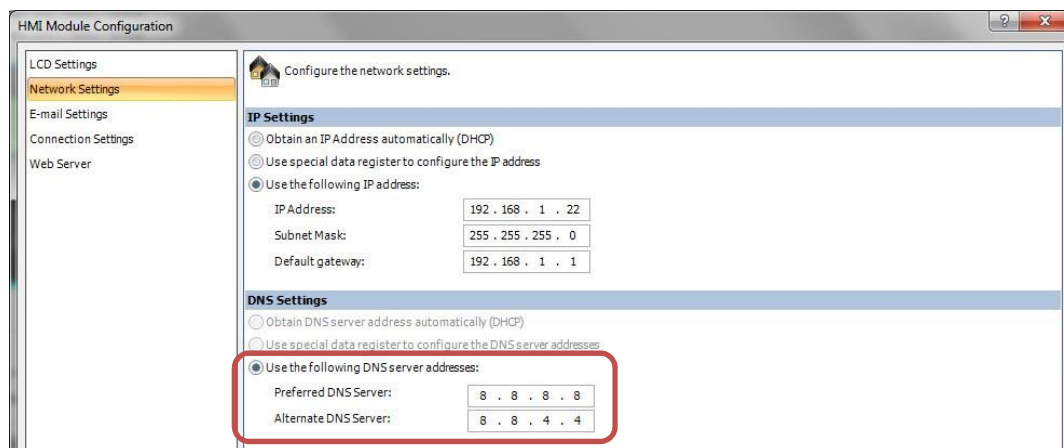 HMI Module Configuration
LCD Settings
Network Settings
E-mail Settings
Connection Settings
Web Server
Configure the network settings.
IP Settings
Obtain an IP Address automatically (DHCP)
Use special data register to configure the IP address
Use the following IP address:
IP Address: 192 . 168 . 1 . 22
Subnet Mask: 255 . 255 . 255 . 0
Default gateway: 192 . 168 . 1 . 1
DNS Settings
Obtain DNS server address automatically (DHCP)
Use special data register to configure the DNS server addresses
Use the following DNS server addresses:
Preferred DNS Server: 8 . 8 . 8 . 8
Alternate DNS Server: 8 . 8 . 4 . 4